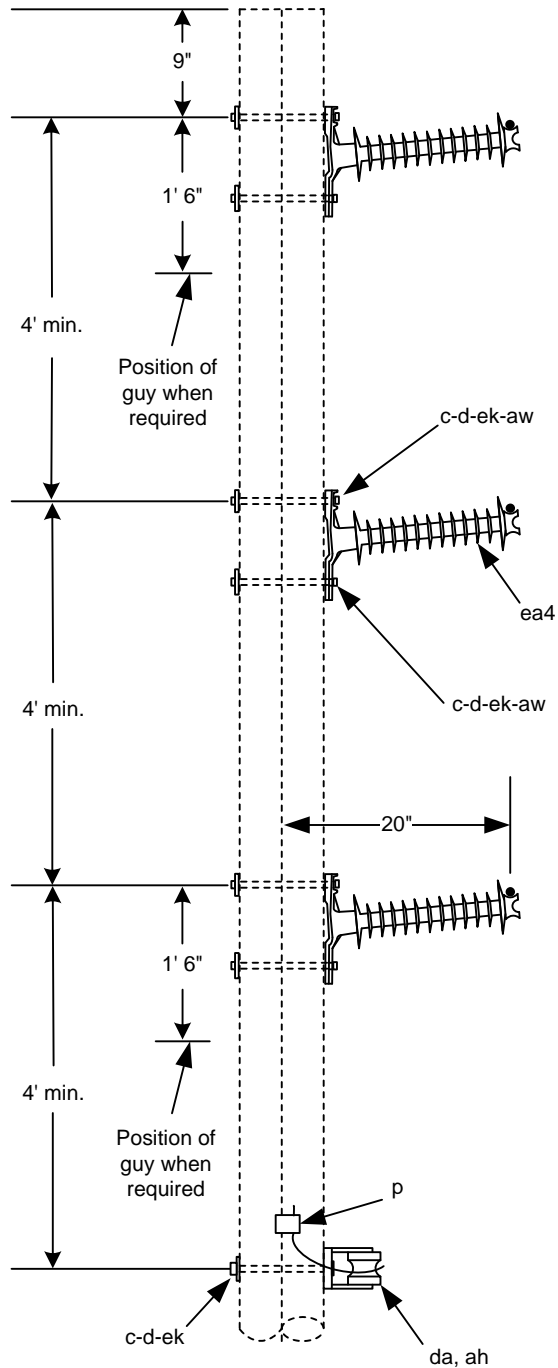 9"
1' 6"
4' min.
Position of
guy when
required
c-d-ek-aw
ea4
c-d-ek-aw
4' min.
20"
1' 6"
4' min.
Position of
guy when
required
p
c-d-ek
da, ah